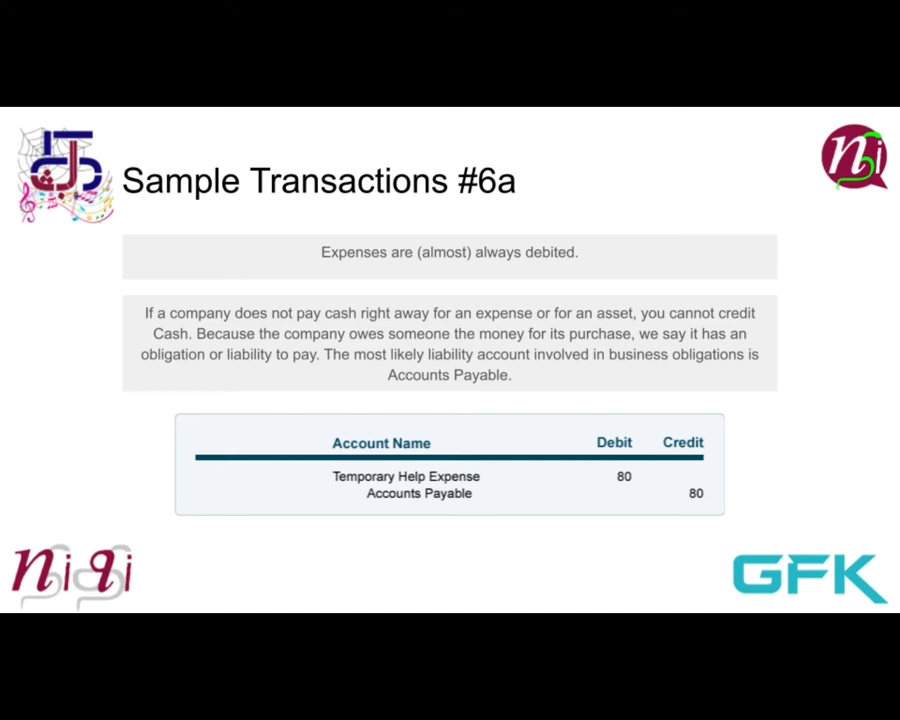 Sample Transactions #6a
Expenses are (almost) always debited.
If a company does not pay cash right away for an expense or for an asset, you cannot credit
Cash. Because the company owes someone the money for its purchase, we say it has an
obligation or liability to pay. The most likely liability account involved in business obligations is
Accounts Payable.
Account Name Debit Credit
Temporary Help Expense 80
Accounts Payable 80
niqi
GFK